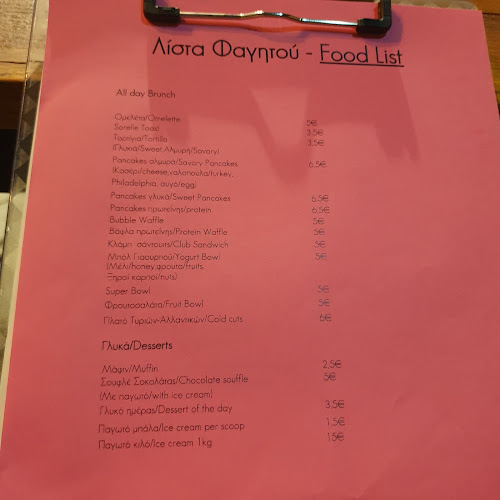 Λίστα Φαγητού - Food List
All day Brunch
Ομελέτα/Omelette 5€
Sorelle Toast 3,5€
Τορτίγια/Tortilla 3,5€
(Γλυκιά/Sweet,Αλμυρή/Savory)
Pancakes αλμυρά/Savory Pancakes 6,5€
(Κασέρι/cheese,γαλοπούλα/turkey,
Philadelphia, αυγό/egg)
Pancakes γλυκά/Sweet Pancakes 6,5€
Pancakes πρωτεΐνης/protein 6,5€
Bubble Waffle 5€
Βάφλα πρωτεΐνης/Protein Waffle 5€
Κλαμπ σάντουιτς/Club Sandwich 5€
Μπολ Γιαουρτιού/Yogurt Bowl 5€
(Μέλι/honey,φρούτα/fruits
Ξηροί καρποί/nuts)
Super Bowl 5€
Φρουτοσαλάτα/Fruit Bowl 5€
Πλατό Τυριών-Αλλαντικών/Cold cuts 6€
Γλυκά/Desserts
Μάφιν/Muffin 2,5€
Σουφλέ Σοκολάτας/Chocolate souffle 5€
(Με παγωτό/with ice cream)
Γλυκό ημέρας/Dessert of the day 3,5€
Παγωτό μπάλα/Ice cream per scoop 1,5€
Παγωτό κιλό/Ice cream 1kg 15€